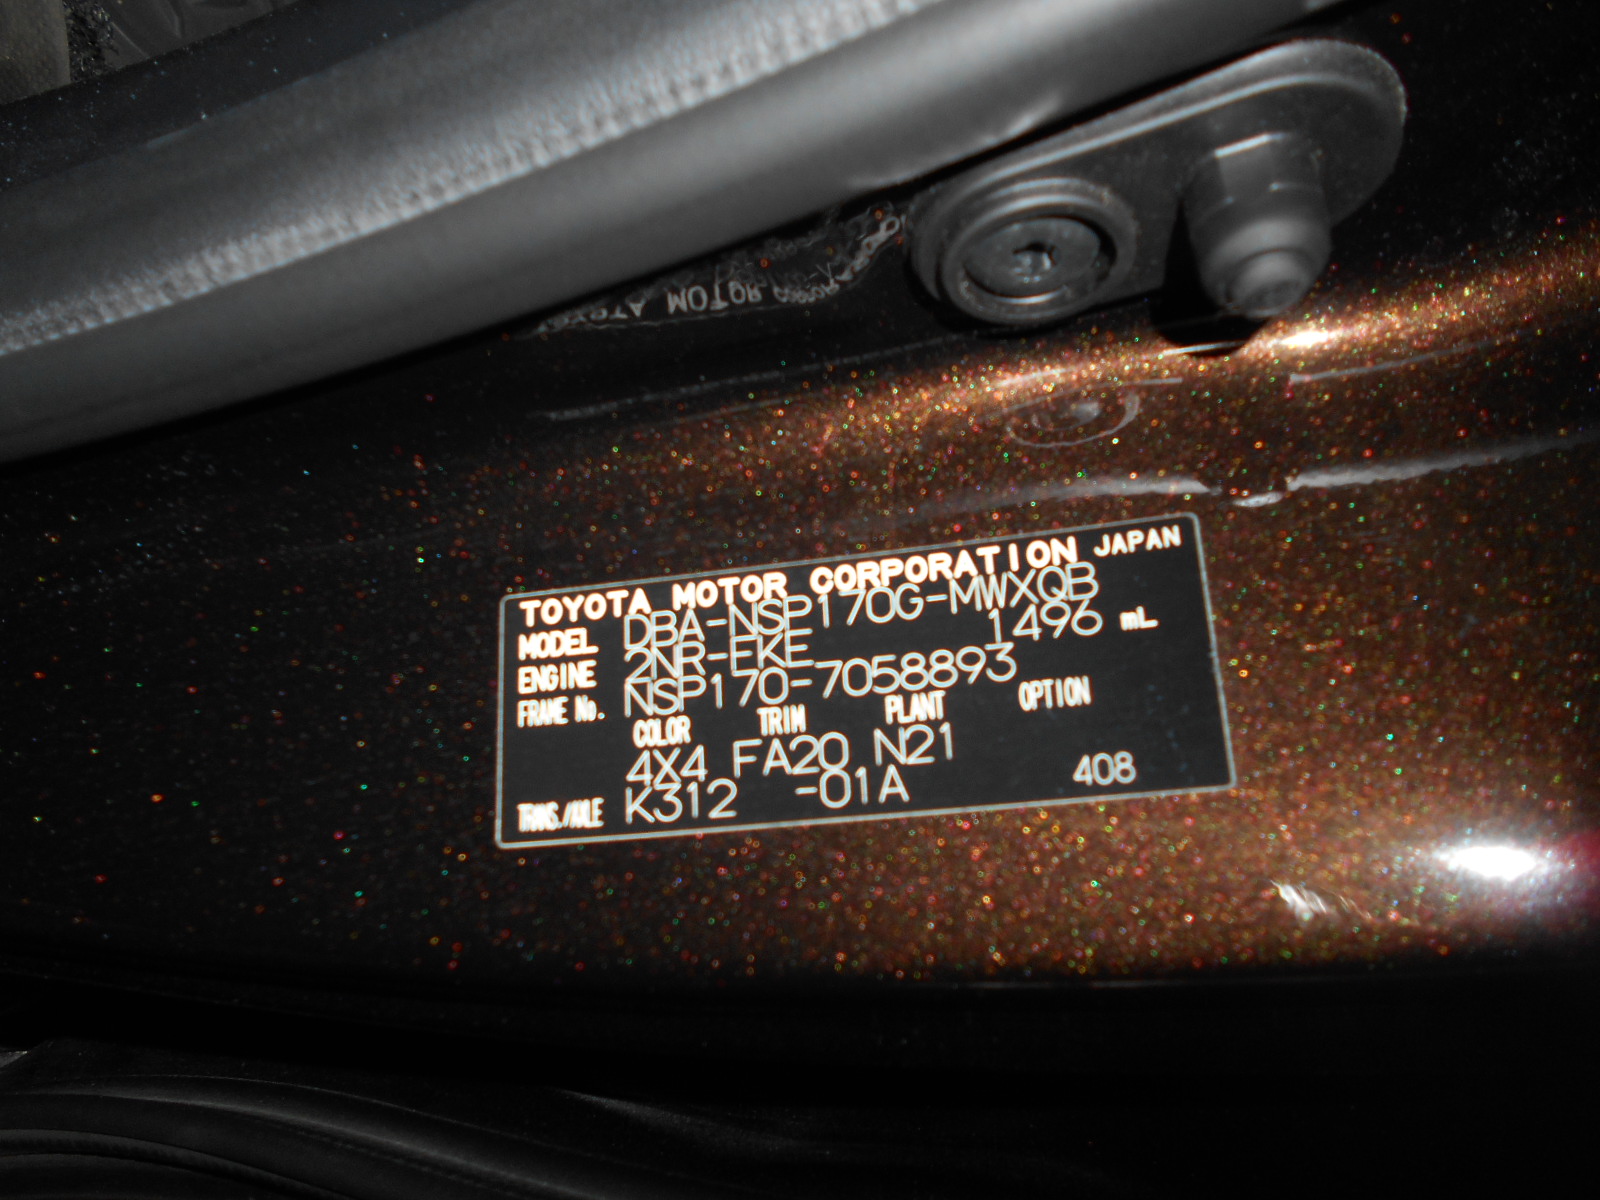 TOYOTA MOTOR CORPORATION JAPAN
MODEL DBA-NSP170G-MWXQB
ENGINE 2NR-FKE 1496 mL
FRAME No. NSP170-7058893
COLOR TRIM PLANT OPTION
4X4 FA20 N21
TRANS./AXLE K312 -01A 408